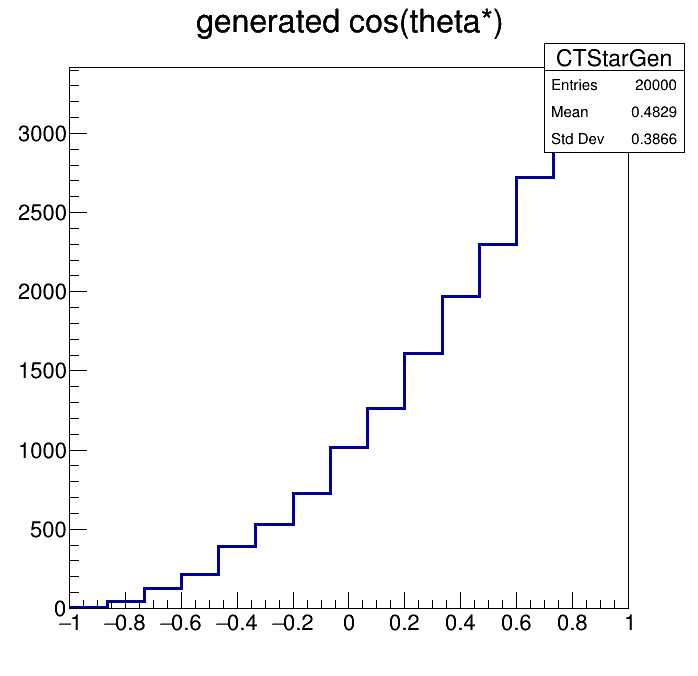 generated cos(theta*)
CTStarGen
Entries 20000
Mean 0.4829
Std Dev 0.3866
3000
2500
2000
1500
1000
500
0
−1 −0.8 −0.6 −0.4 −0.2 0 0.2 0.4 0.6 0.8 1